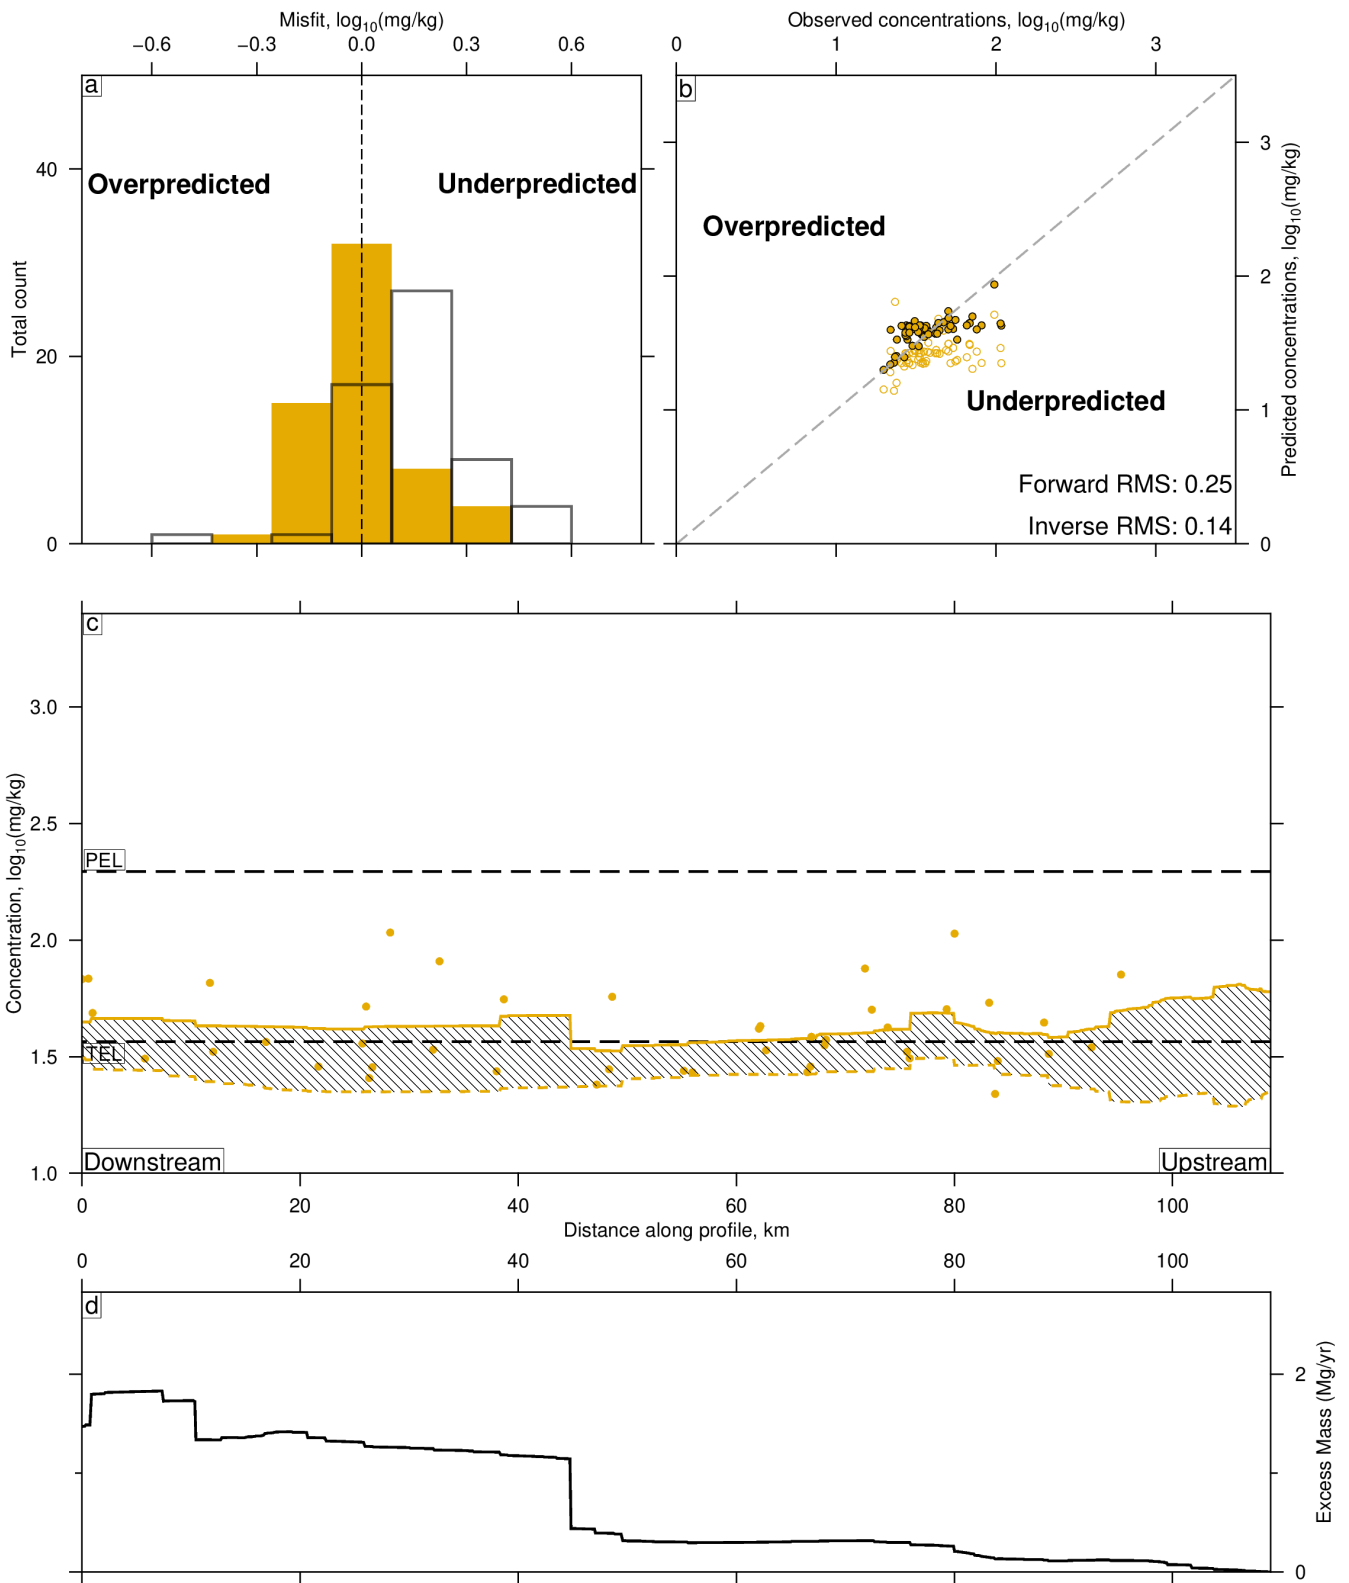 Misfit, log10(mg/kg)
−0.6 −0.3 0.0 0.3 0.6
a
Overpredicted
Underpredicted
Total count
40
20
0
Observed concentrations, log10(mg/kg)
0 1 2 3
b
Overpredicted
Underpredicted
Forward RMS: 0.25
Inverse RMS: 0.14
3
2
1
0
Predicted concentrations, log10(mg/kg)
c
Concentration, log10(mg/kg)
3.0
2.5
PEL
2.0
1.5
TEL
1.0
Downstream
Upstream
0 20 40 60 80 100
Distance along profile, km
0 20 40 60 80 100
d
2
0
Excess Mass (Mg/yr)